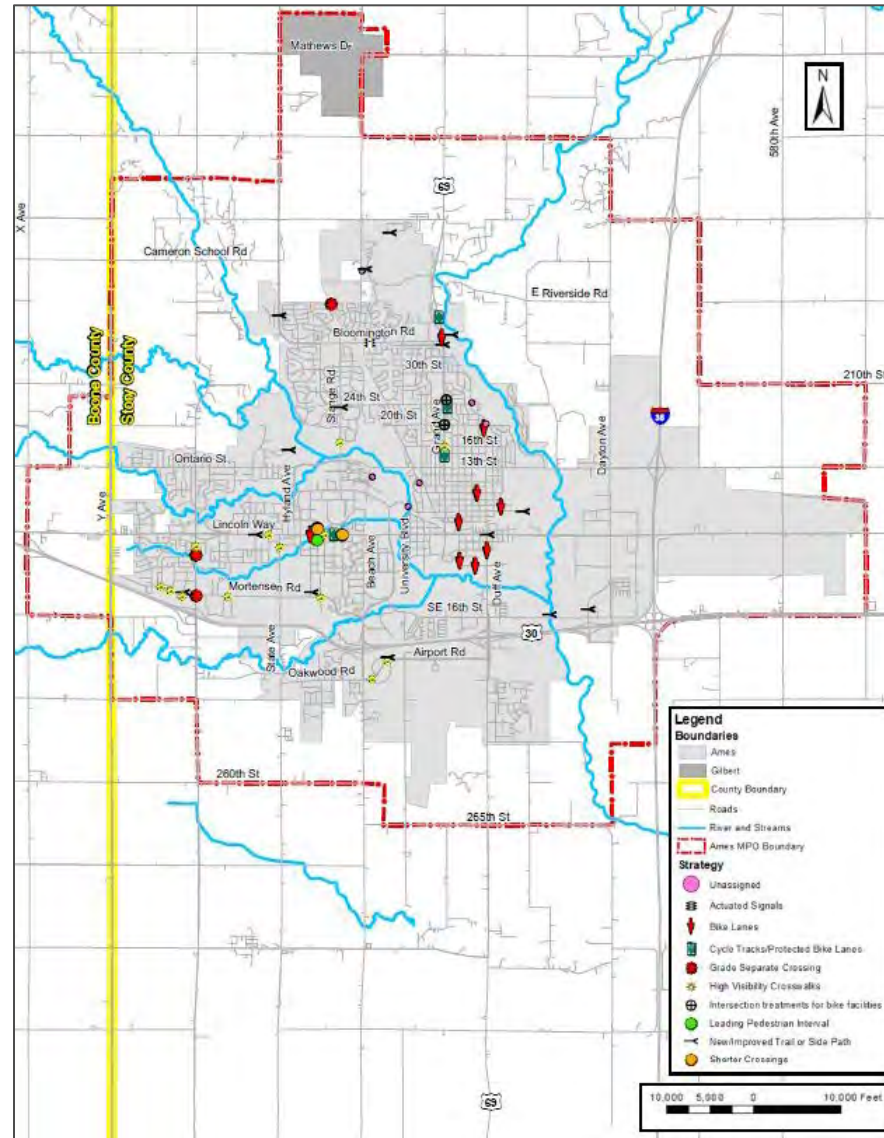 Mathews Dr
N
580th Ave
69
X Ave
Cameron School Rd
E Riverside Rd
Bloomington Rd
Boone County
Story County
30th St
210th St
Stange Rd
24th St
20th St
Grand Ave
35
16th St
13th St
Ontario St
Dayton Ave
Y Ave
Hyland Ave
Lincoln Way
Beach Ave
University Blvd
Duff Ave
Mortensen Rd
SE 16th St
30
State Ave
Airport Rd
Oakwood Rd
260th St
265th St
Legend
Boundaries
Ames
Gilbert
County Boundary
Roads
River and Streams
Ames MPO Boundary
Strategy
Unassigned
Actuated Signals
Bike Lanes
Cycle Tracks/Protected Bike Lanes
Grade Separate Crossing
High Visibility Crosswalks
Intersection treatments for bike facilities
Leading Pedestrian Interval
New/Improved Trail or Side Path
Shorter Crossings
10,000 5,000 0 10,000 Feet
69